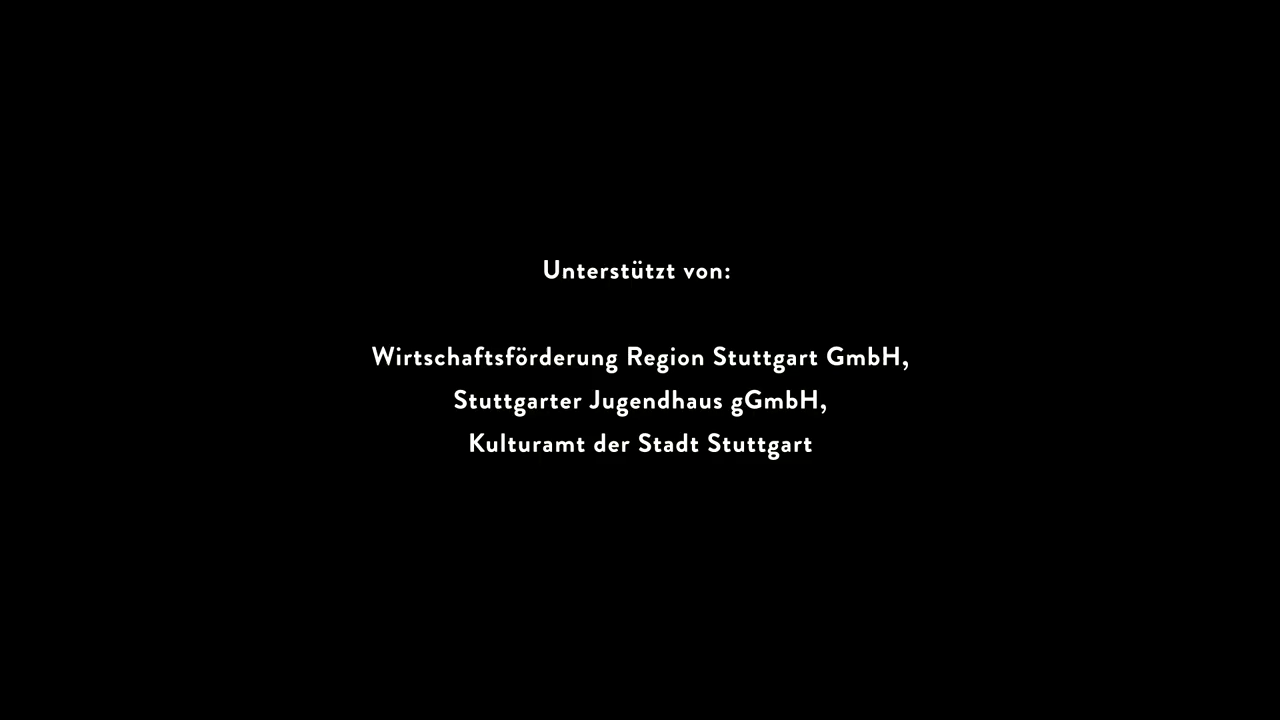 Unterstützt von:
Wirtschaftsförderung Region Stuttgart GmbH,
Stuttgarter Jugendhaus gGmbH,
Kulturamt der Stadt Stuttgart